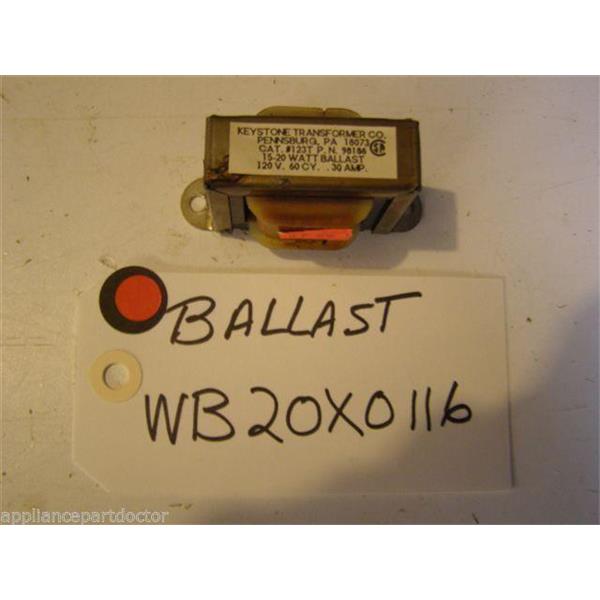 KEYSTONE TRANSFORMER CO.
PENNSBURG, PA 18073
CAT. #123T P.N. 98186
15-20 WATT BALLAST
120 V. 60 CY. .30 AMP.
BALLAST
WB20X0116
appliancepartdoctor